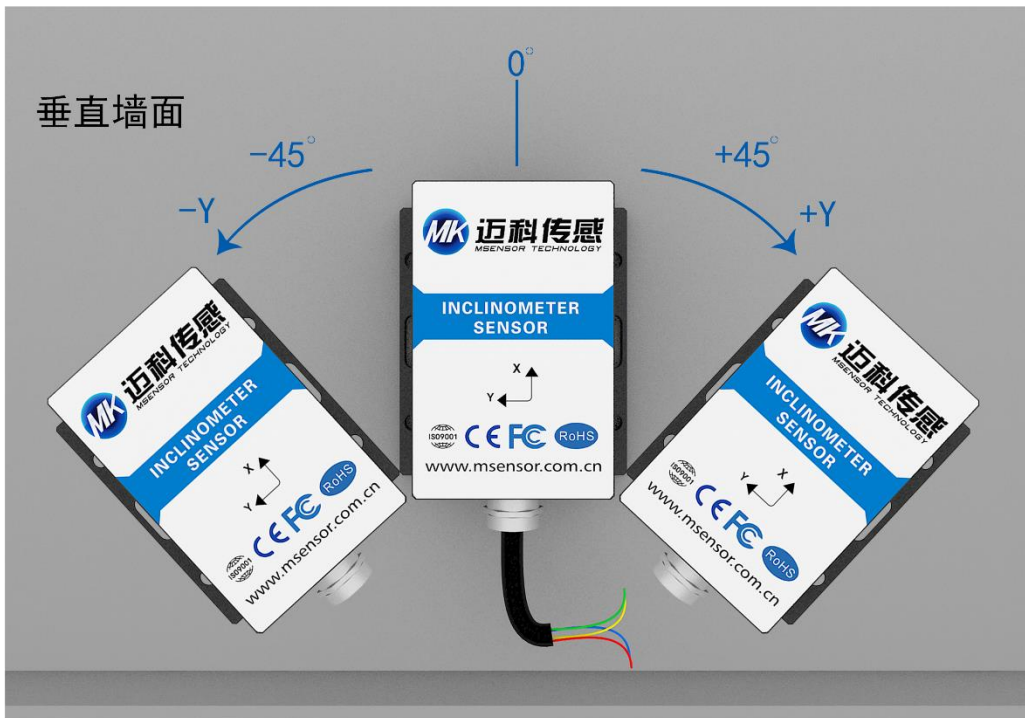 0°
垂直墙面
-45°
+45°
-Y
+Y
MK 迈科传感
MSENSOR TECHNOLOGY
INCLINOMETER
SENSOR
X
Y
ISO9001 CE FC RoHS
www.msensor.com.cn
MK 迈科传感
MSENSOR TECHNOLOGY
INCLINOMETER
SENSOR
X
Y
ISO9001 CE FC RoHS
www.msensor.com.cn
MK 迈科传感
MSENSOR TECHNOLOGY
INCLINOMETER
SENSOR
X
Y
ISO9001 CE FC RoHS
www.msensor.com.cn